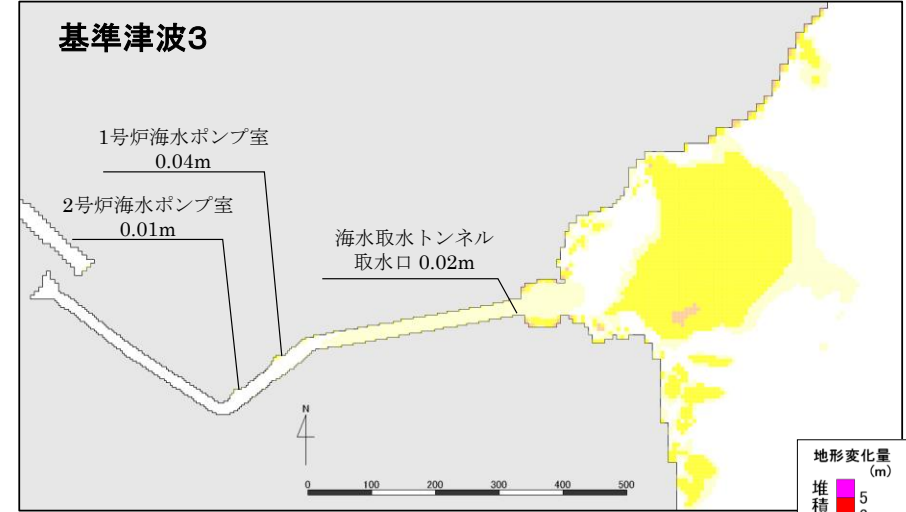 基準津波3
1号炉海水ポンプ室
0.04m
2号炉海水ポンプ室
0.01m
海水取水トンネル
取水口 0.02m
N
0 100 200 300 400 500
地形変化量
(m)
堆積
5